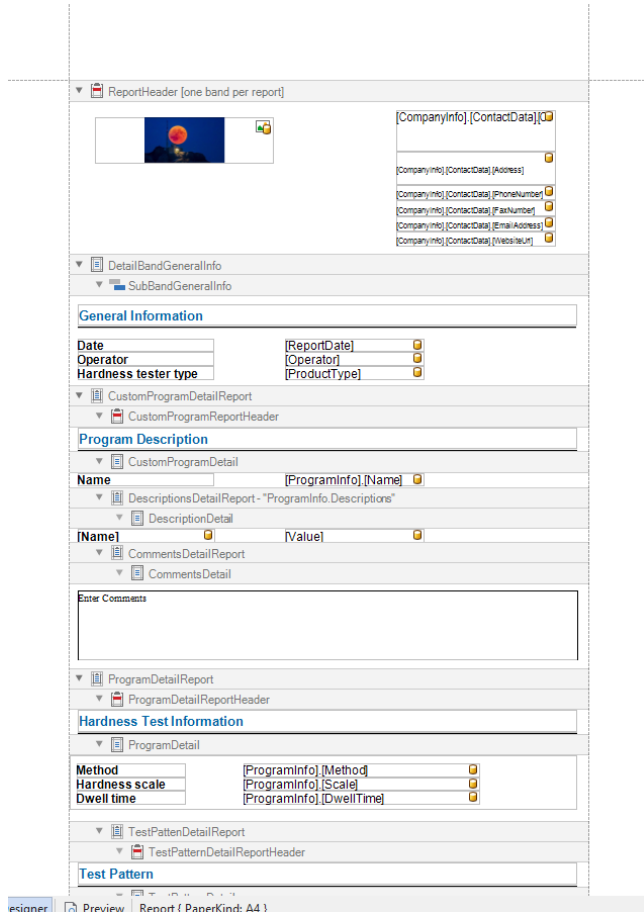 ReportHeader [one band per report]
[CompanyInfo].[ContactData].[C
[CompanyInfo].[ContactData].[Address]
[CompanyInfo].[ContactData].[PhoneNumber]
[CompanyInfo].[ContactData].[FaxNumber]
[CompanyInfo].[ContactData].[EmailAddress]
[CompanyInfo].[ContactData].[WebsiteUrl]
DetailBandGeneralInfo
SubBandGeneralInfo
General Information
Date [ReportDate]
Operator [Operator]
Hardness tester type [ProductType]
CustomProgramDetailReport
CustomProgramReportHeader
Program Description
CustomProgramDetail
Name [ProgramInfo].[Name]
DescriptionsDetailReport - "ProgramInfo.Descriptions"
DescriptionDetail
[Name] [Value]
CommentsDetailReport
CommentsDetail
Enter Comments
ProgramDetailReport
ProgramDetailReportHeader
Hardness Test Information
ProgramDetail
Method [ProgramInfo].[Method]
Hardness scale [ProgramInfo].[Scale]
Dwell time [ProgramInfo].[DwellTime]
TestPattenDetailReport
TestPatternDetailReportHeader
Test Pattern
esigner Preview Report { PaperKind: A4 }